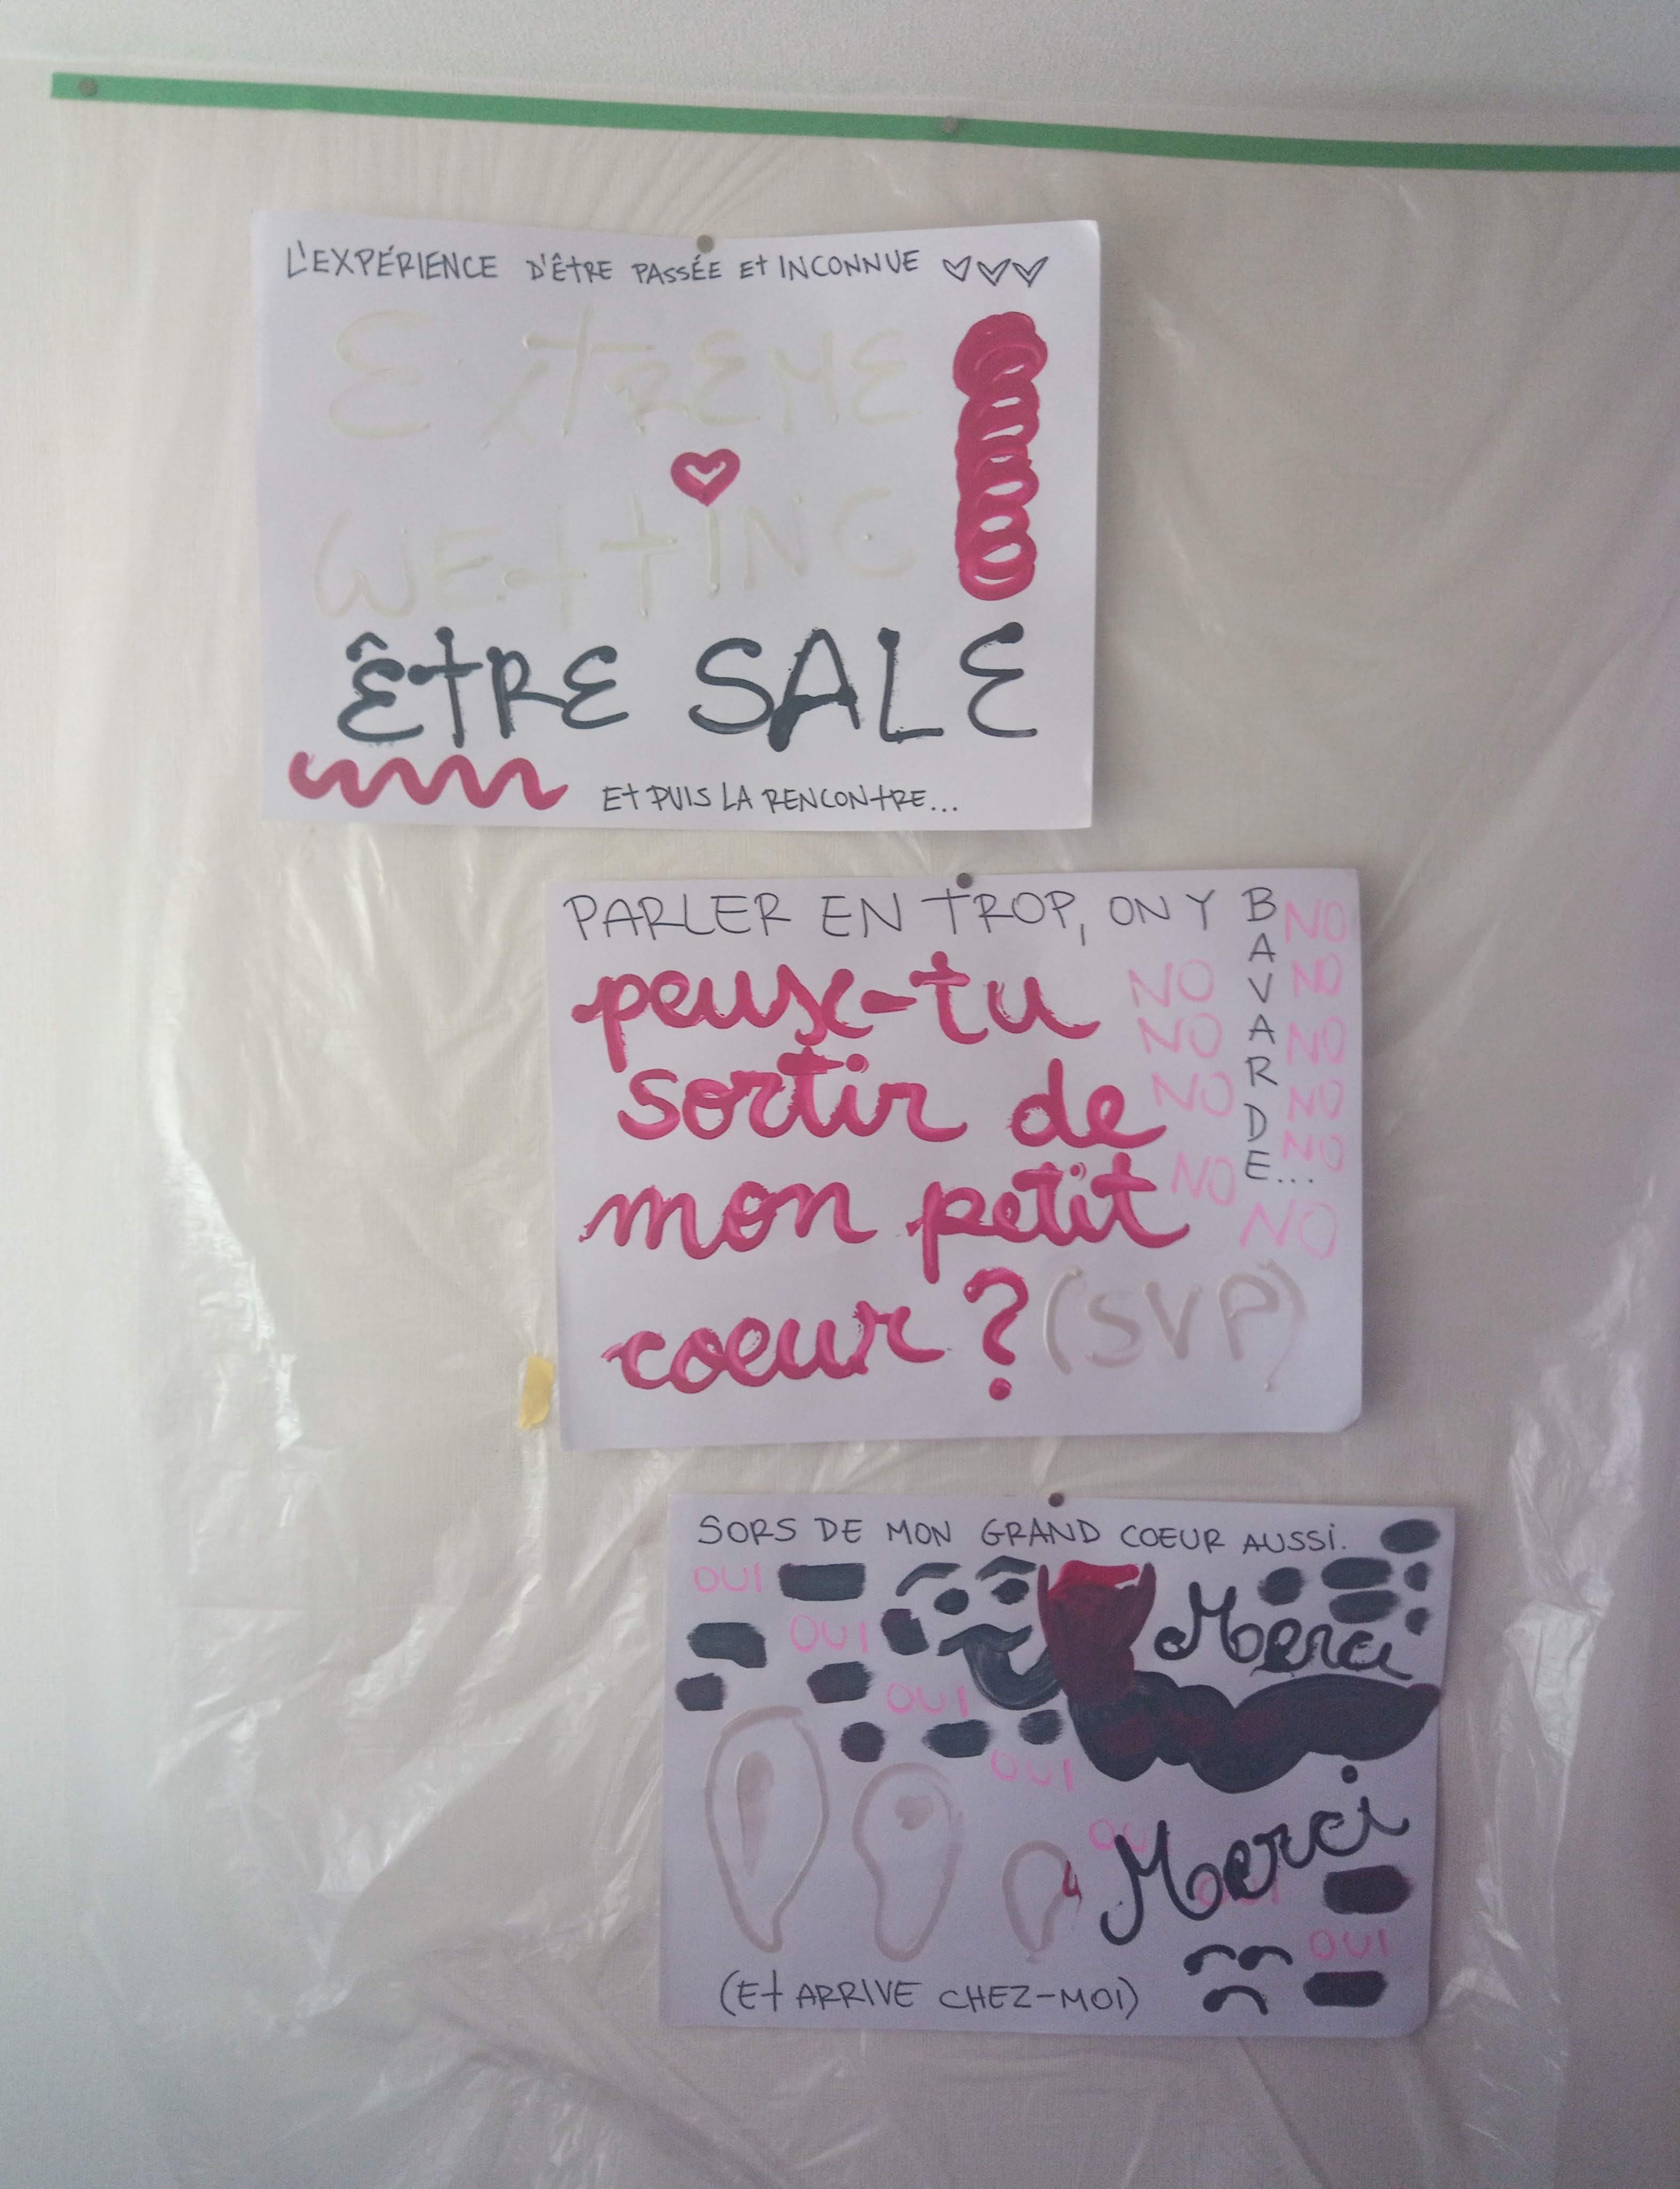 L'EXPÉRIENCE D'ÊTRE PASSÉE ET INCONNUE
EXTREME
WETTING
ÊTRE SALE
ET PUIS LA RENCONTRE...
PARLER EN TROP, ON Y BAVARDE...
peux-tu
sortir de
mon petit
coeur ? (SVP)
NO
NO
NO
NO
NO
NO
NO
NO
NO
NO
SORS DE MON GRAND COEUR AUSSI.
OUI
OUI
OUI
OUI
OUI
OUI
OUI
Merci
Merci
(ET ARRIVE CHEZ-MOI)